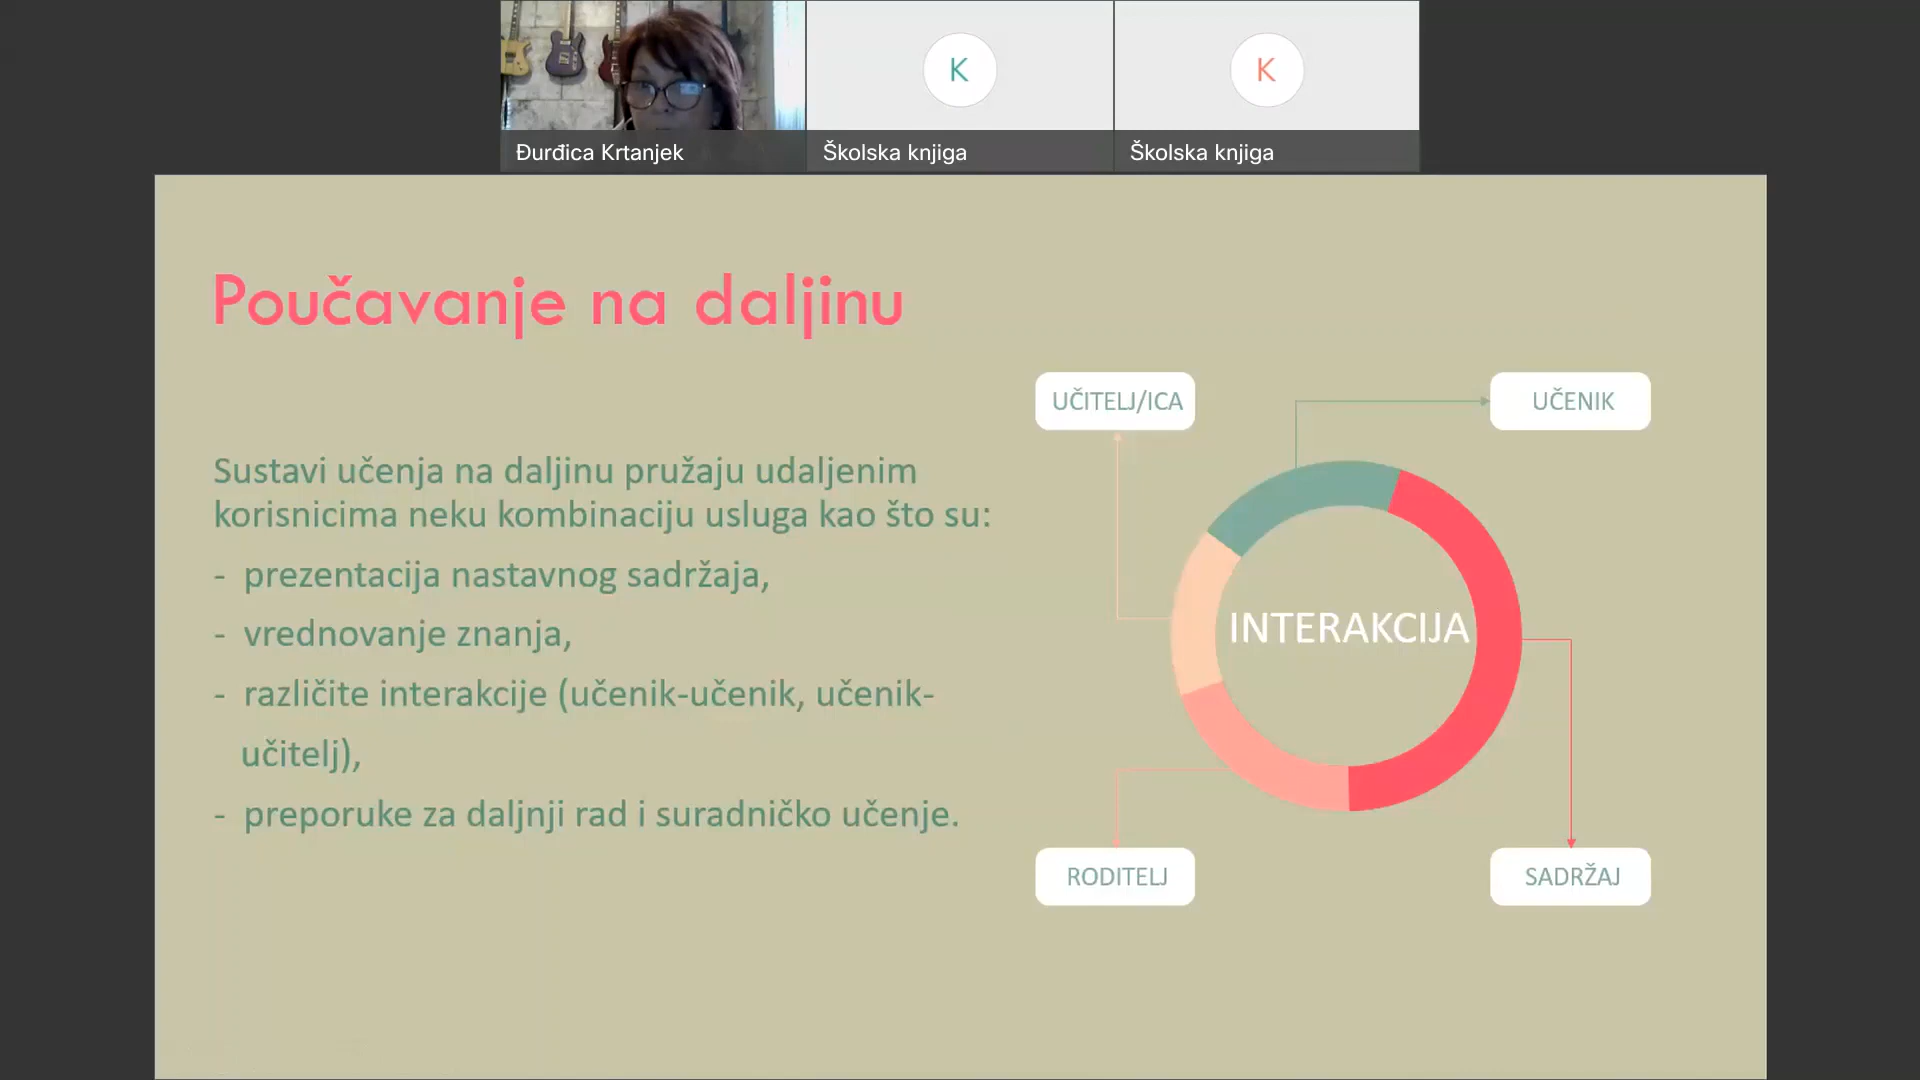 K
K
Đurđica Krtanjek
Školska knjiga
Školska knjiga
Poučavanje na daljinu
Sustavi učenja na daljinu pružaju udaljenim
korisnicima neku kombinaciju usluga kao što su:
- prezentacija nastavnog sadržaja,
- vrednovanje znanja,
- različite interakcije (učenik-učenik, učenik-
učitelj),
- preporuke za daljnji rad i suradničko učenje.
UČITELJ/ICA
UČENIK
INTERAKCIJA
RODITELJ
SADRŽAJ